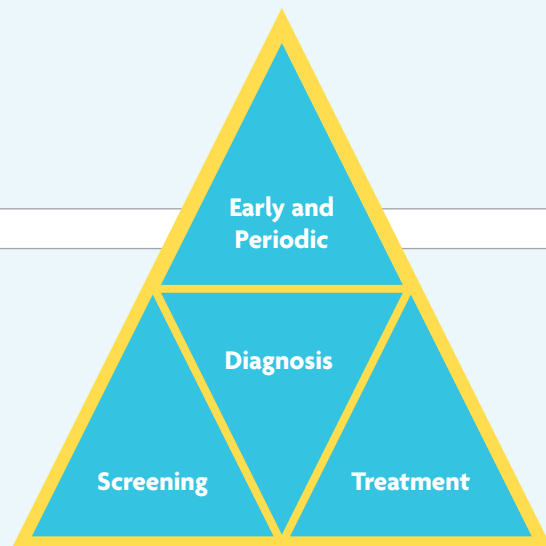 Early and
Periodic
Diagnosis
Screening
Treatment